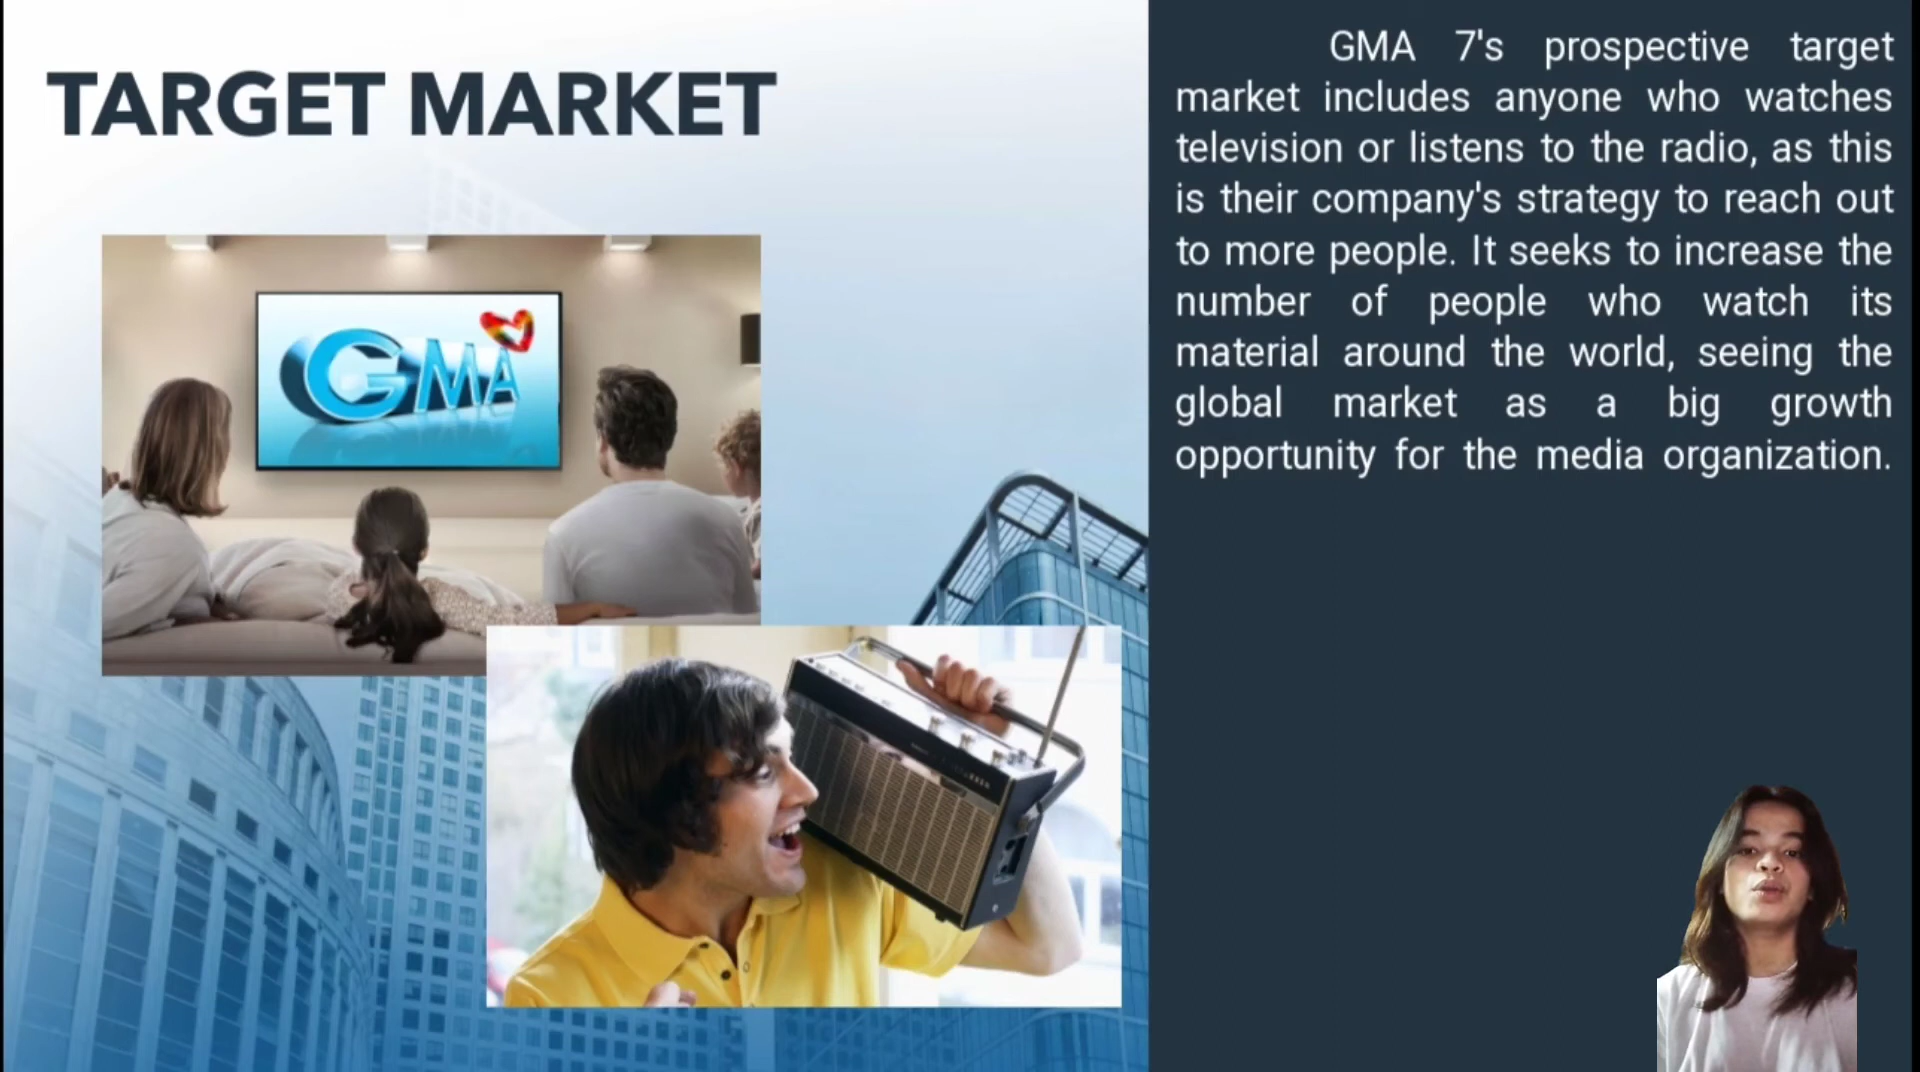 TARGET MARKET
GMA
GMA 7's prospective target
market includes anyone who watches
television or listens to the radio, as this
is their company's strategy to reach out
to more people. It seeks to increase the
number of people who watch its
material around the world, seeing the
global market as a big growth
opportunity for the media organization.